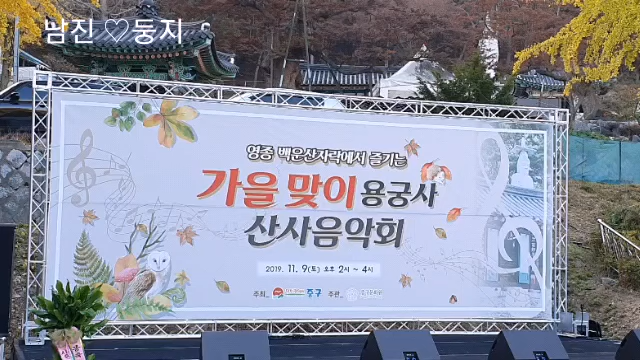 남진 ♡둥지
영종 백운산자락에서 즐기는
가을 맞이 용궁사
산사음악회
2019. 11. 9(토) 오후 2시 ~ 4시
주최 중구 주관